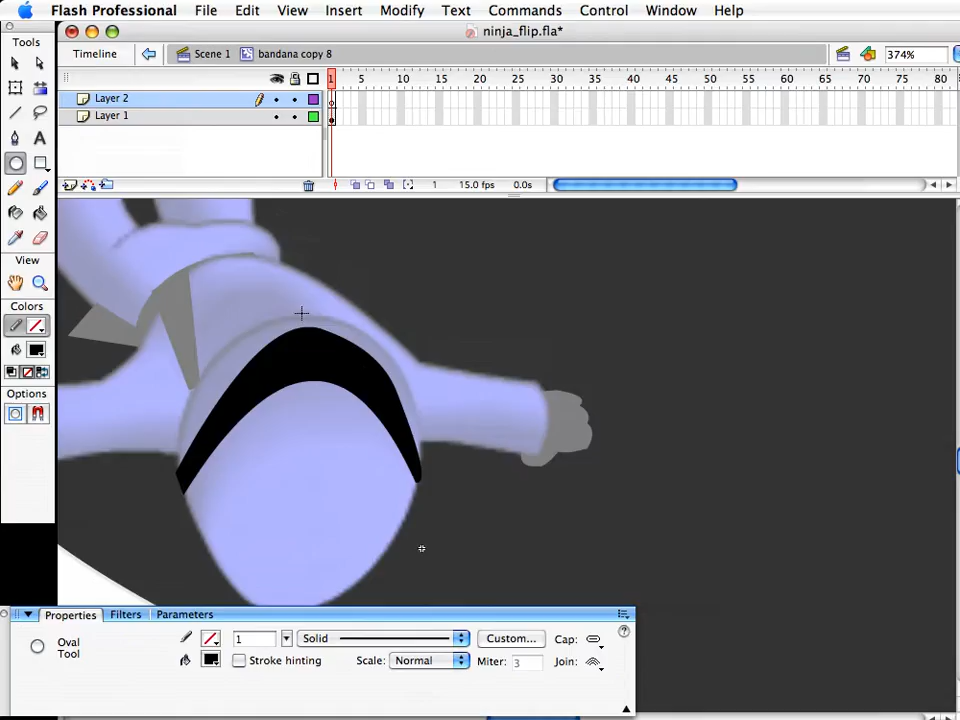 Flash Professional File Edit View Insert Modify Text Commands Control Window Help
ninja_flip.fla*
Tools
Timeline Scene 1 bandana copy 8 374%
1 5 10 15 20 25 30 35 40 45 50 55 60 65 70 75 80
Layer 2
Layer 1
1 15.0 fps 0.0s
View
Colors
Options
Properties Filters Parameters
Oval Tool
1 Solid Custom... Cap:
Stroke hinting Scale: Normal Miter: 3 Join: